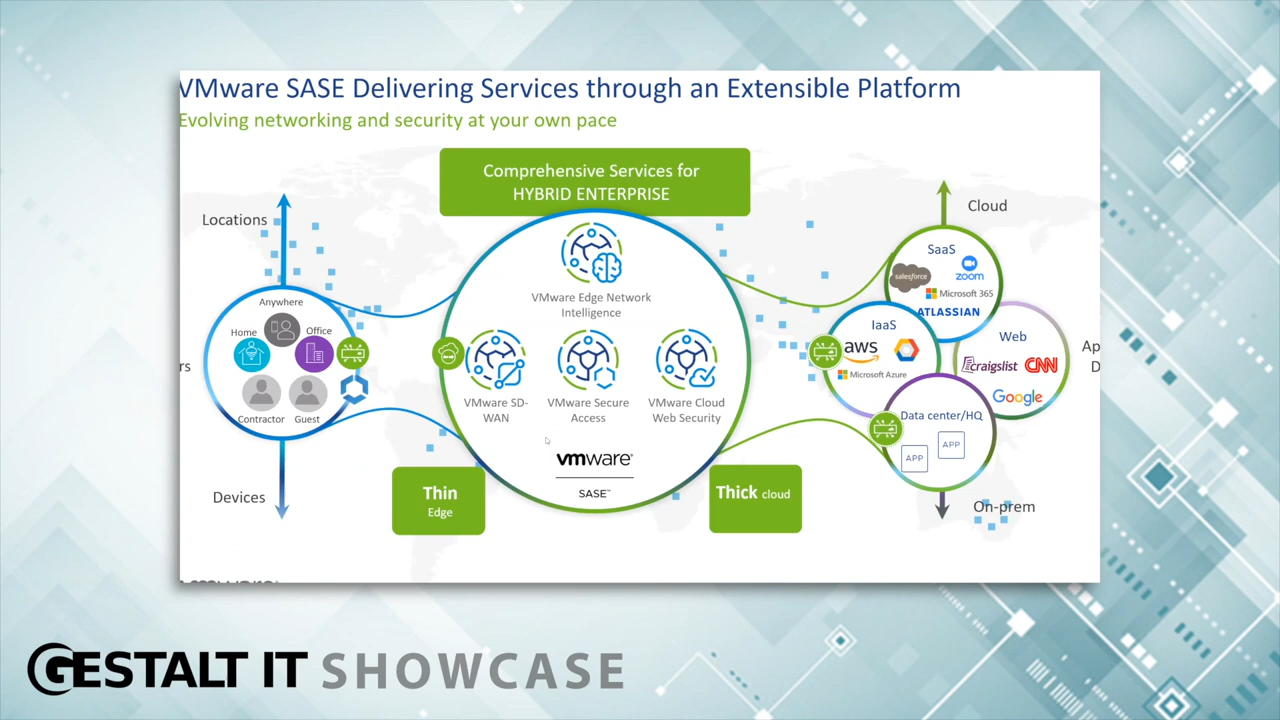 VMware SASE Delivering Services through an Extensible Platform
Evolving networking and security at your own pace
Comprehensive Services for
HYBRID ENTERPRISE
Locations
Anywhere
Home
Office
Contractor
Guest
Devices
rs
VMware Edge Network
Intelligence
VMware SD-
WAN
VMware Secure
Access
VMware Cloud
Web Security
vmware®
SASE™
Thin
Edge
Thick cloud
Cloud
SaaS
salesforce
zoom
Microsoft 365
ATLASSIAN
IaaS
aws
Microsoft Azure
Web
craigslist
CNN
Google
Ap
D
Data center/HQ
APP
APP
On-prem
GESTALT IT SHOWCASE